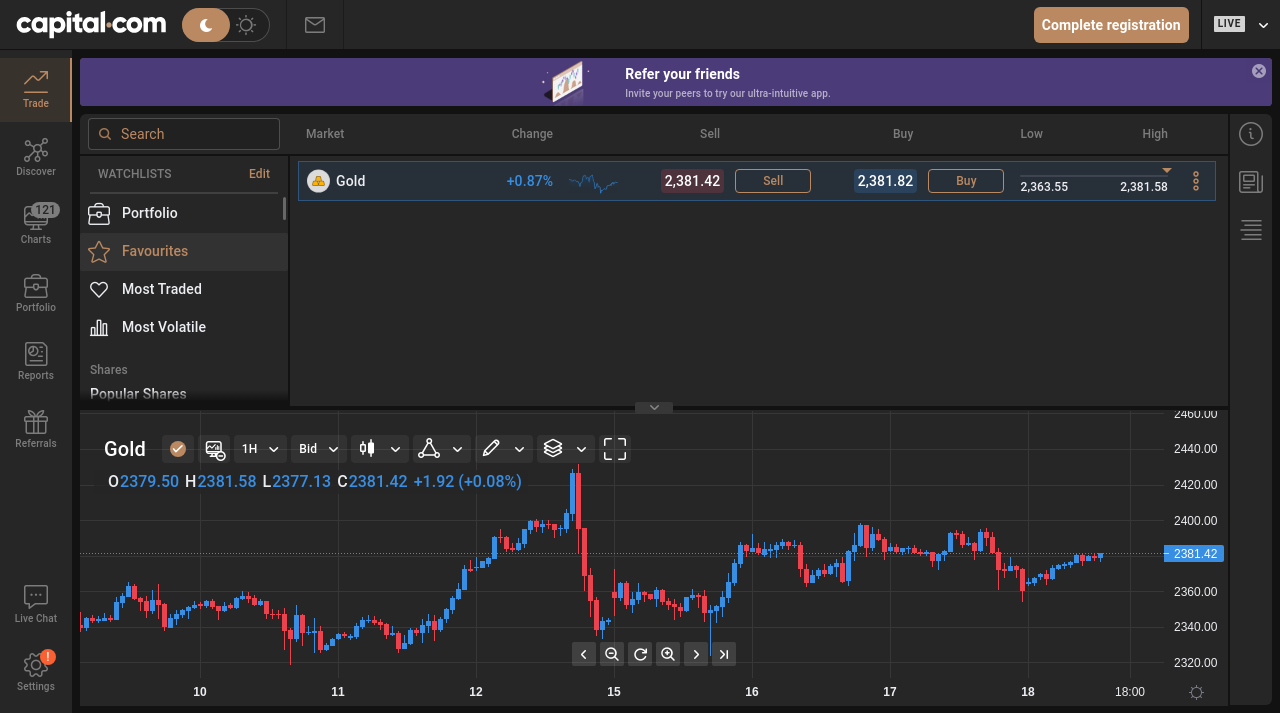 capital.com
Complete registration
LIVE
Trade
Discover
121
Charts
Portfolio
Reports
Referrals
Live Chat
!
Settings
Refer your friends
Invite your peers to try our ultra-intuitive app.
Search
Market Change Sell Buy Low High
WATCHLISTS Edit
Portfolio
Favourites
Most Traded
Most Volatile
Shares
Popular Shares
Gold +0.87% 2,381.42 Sell 2,381.82 Buy 2,363.55 2,381.58
Gold 1H Bid
O2379.50 H2381.58 L2377.13 C2381.42 +1.92 (+0.08%)
2460.00
2440.00
2420.00
2400.00
2381.42
2360.00
2340.00
2320.00
10 11 12 15 16 17 18 18:00